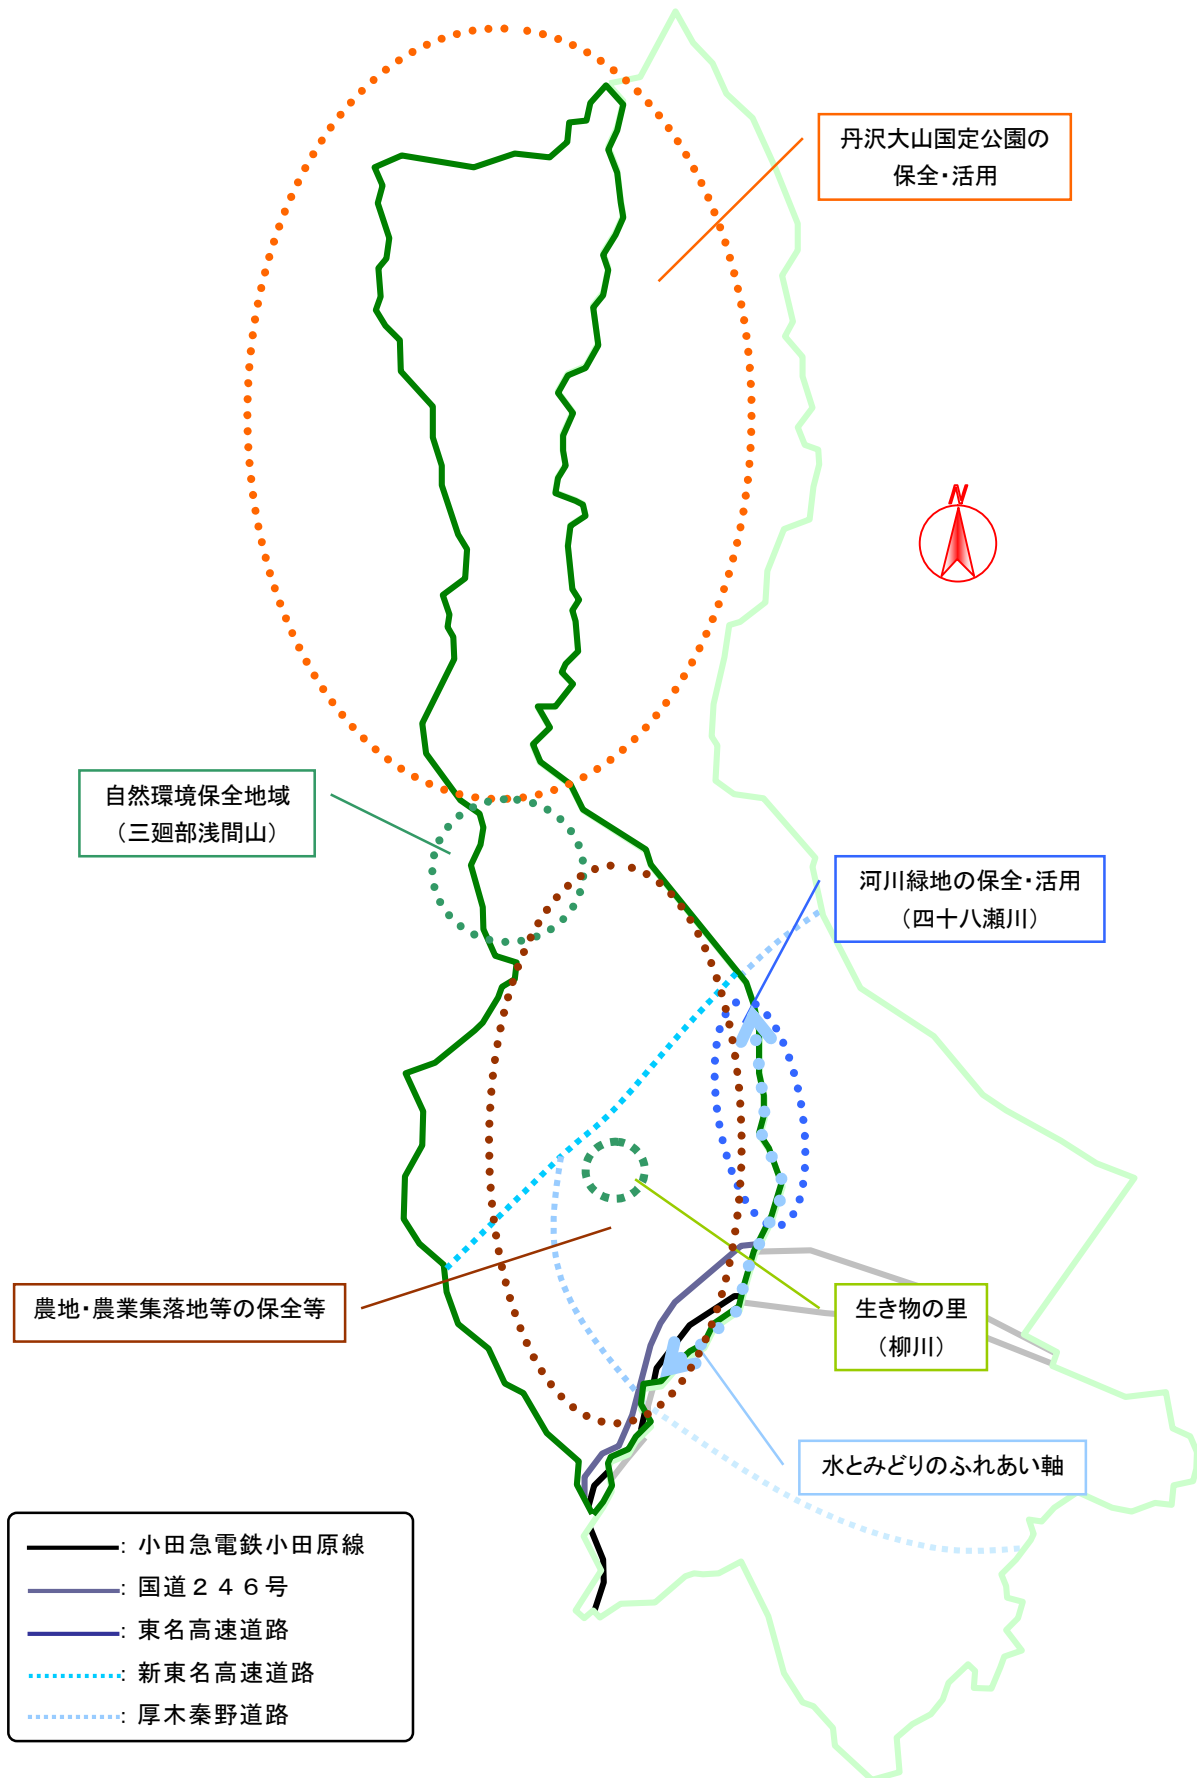 丹沢大山国定公園の
保全・活用
N
自然環境保全地域
（三廻部浅間山）
河川緑地の保全・活用
（四十八瀬川）
農地・農業集落地等の保全等
生き物の里
（柳川）
水とみどりのふれあい軸
：小田急電鉄小田原線
：国道２４６号
：東名高速道路
：新東名高速道路
：厚木秦野道路